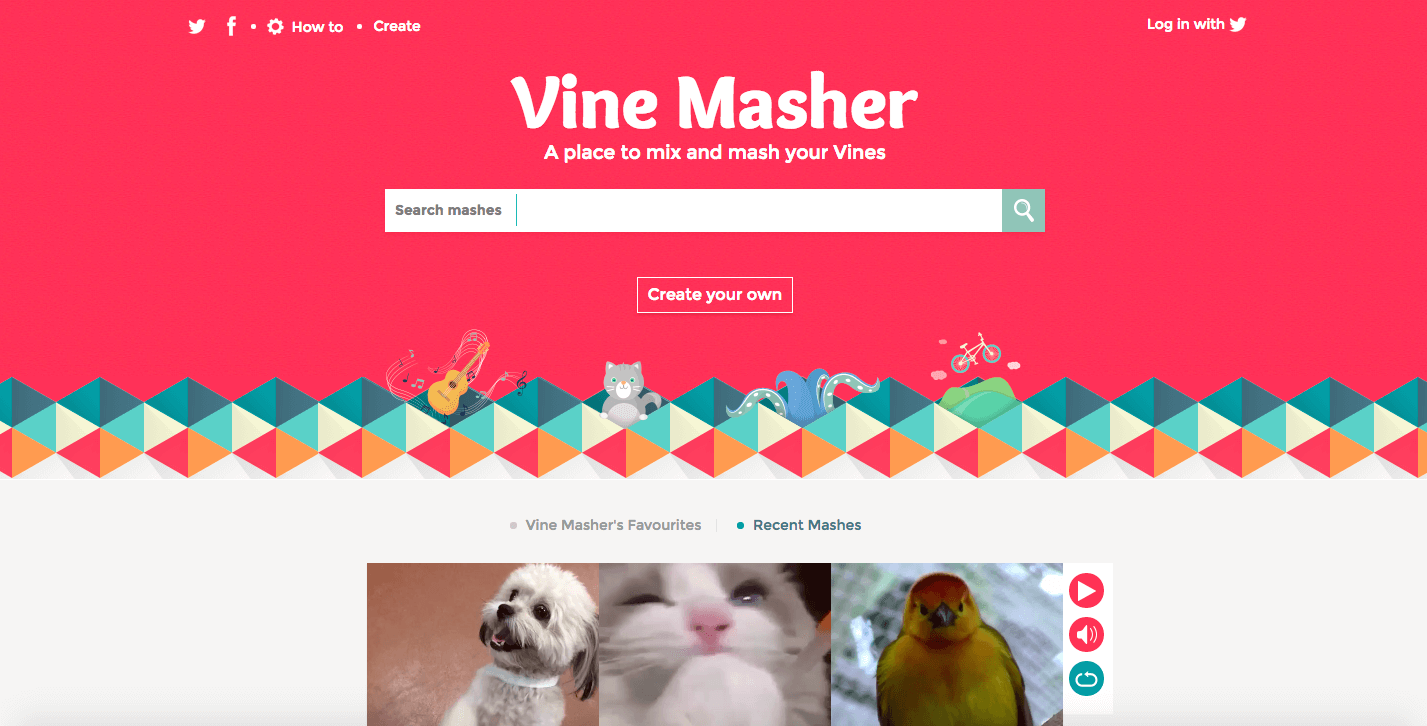 How to • Create
Log in with
Vine Masher
A place to mix and mash your Vines
Search mashes
Create your own
Vine Masher's Favourites
Recent Mashes